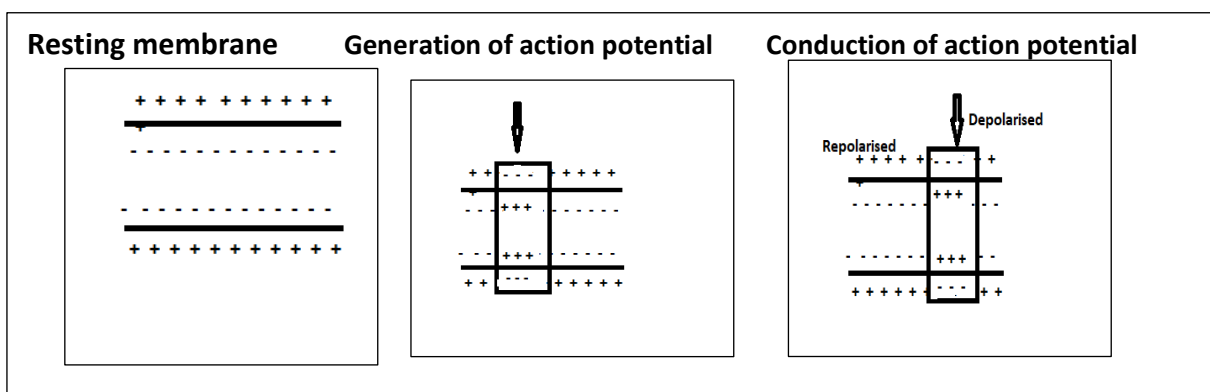 Resting membrane
Generation of action potential
Conduction of action potential
+ + + + + + + + + +
+
- - - - - - - - - - - - -
- - - - - - - - - - - - -
+ + + + + + + + + + +
+ + - - - + + + + +
+
- - - +++ - - - - - -
- - - +++ - - - - - -
+ + - - - + + + + +
Depolarised
Repolarised
+ + + + + - - - + +
+
- - - - - - - +++ - - -
- - - - - - - +++ - -
+ + + + + + - - - + +